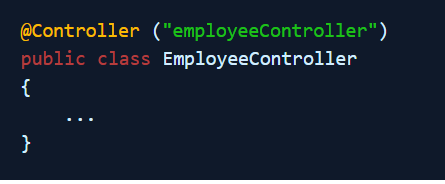 @Controller ("employeeController")
public class EmployeeController
{
    ...
}